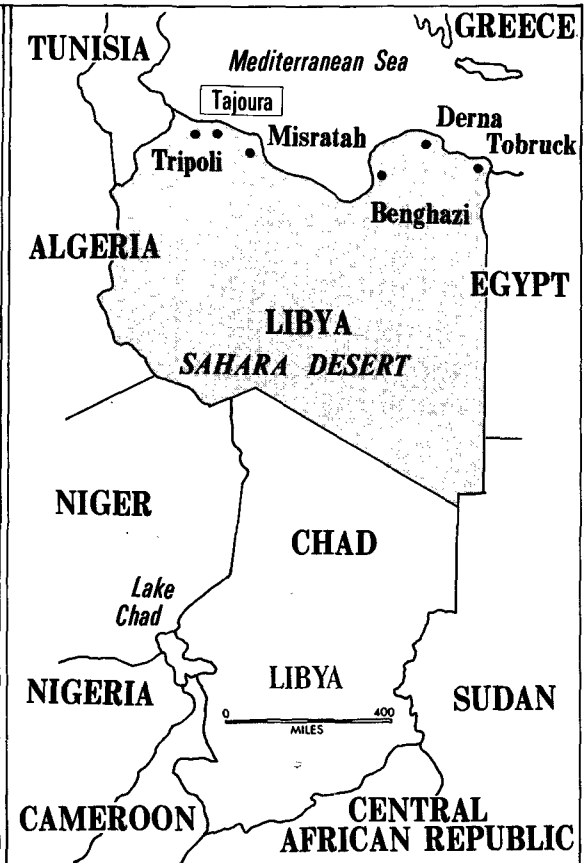 GREECE
TUNISIA
Mediterranean Sea
Tajoura
Derna
Misratah
Tobruck
Tripoli
Benghazi
ALGERIA
EGYPT
LIBYA
SAHARA DESERT
NIGER
CHAD
Lake
Chad
LIBYA
NIGERIA
SUDAN
0 400
MILES
CAMEROON
CENTRAL
AFRICAN REPUBLIC